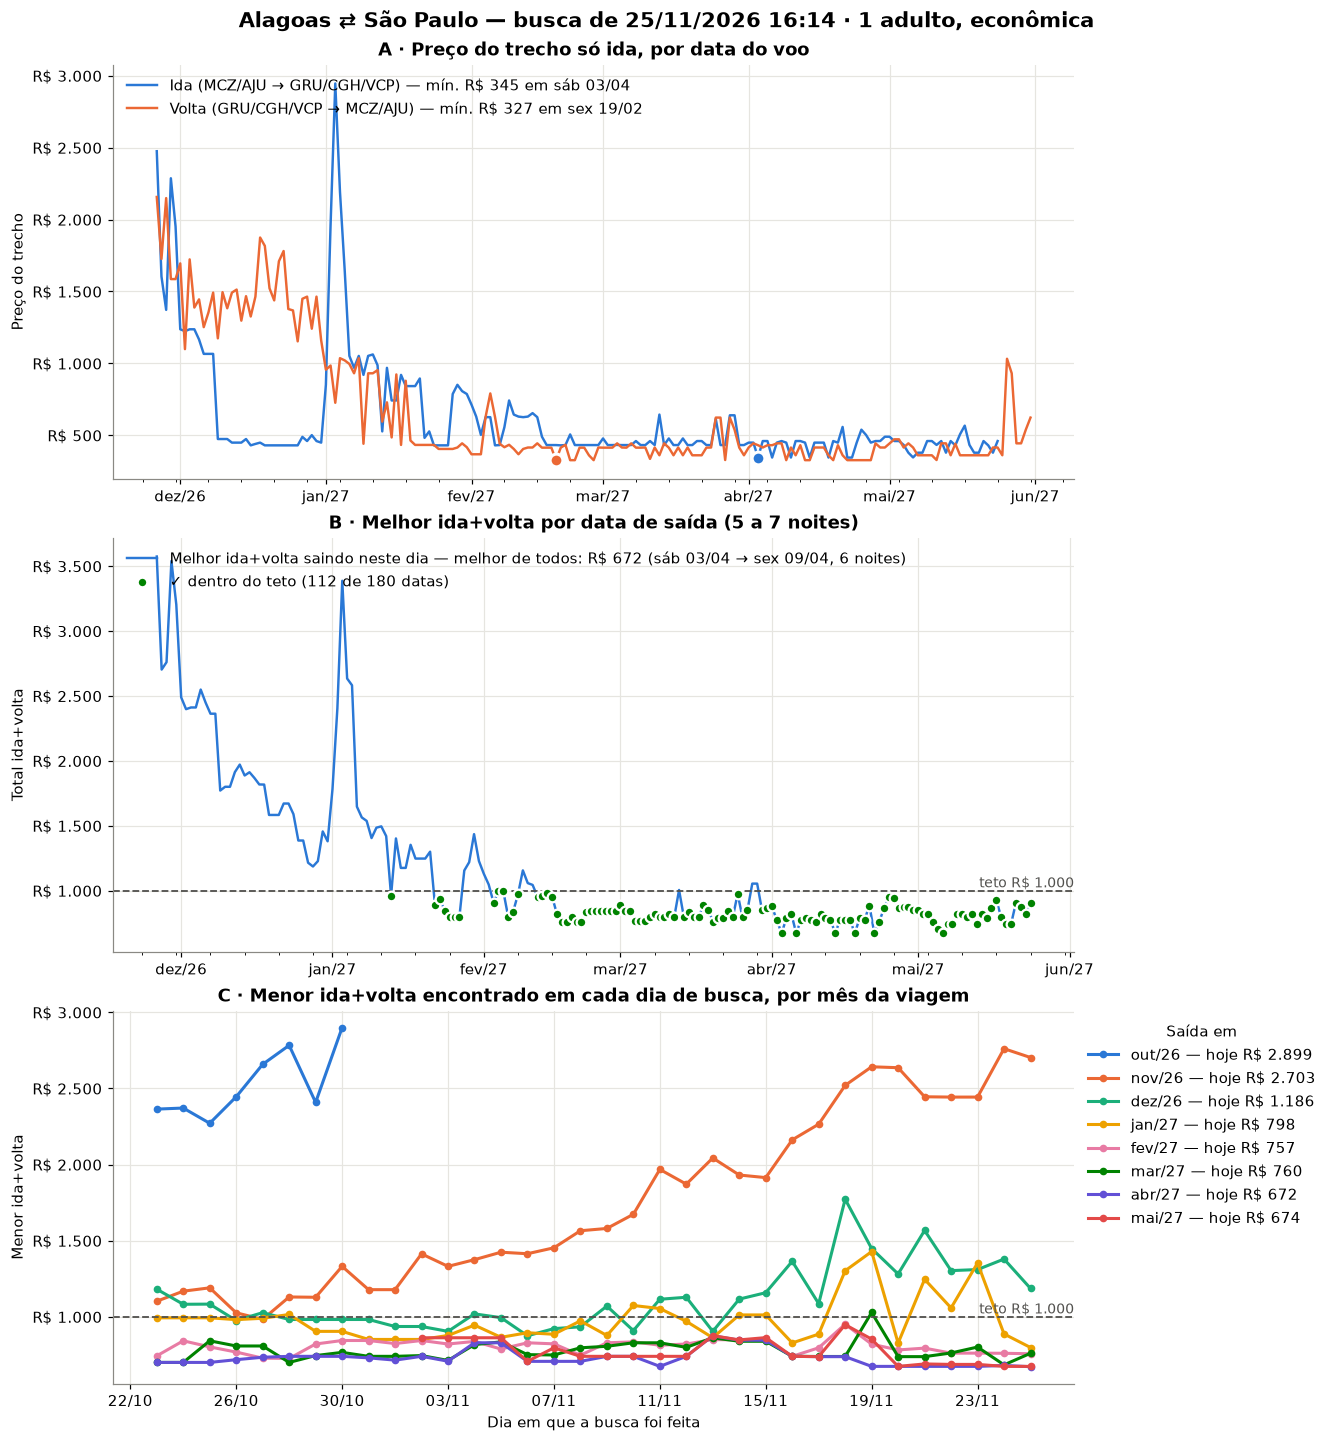 Alagoas ⇄ São Paulo — busca de 25/11/2026 16:14 · 1 adulto, econômica
A · Preço do trecho só ida, por data do voo
Ida (MCZ/AJU → GRU/CGH/VCP) — mín. R$ 345 em sáb 03/04
Volta (GRU/CGH/VCP → MCZ/AJU) — mín. R$ 327 em sex 19/02
R$ 3.000
R$ 2.500
R$ 2.000
R$ 1.500
R$ 1.000
R$ 500
Preço do trecho
dez/26 jan/27 fev/27 mar/27 abr/27 mai/27 jun/27
B · Melhor ida+volta por data de saída (5 a 7 noites)
Melhor ida+volta saindo neste dia — melhor de todos: R$ 672 (sáb 03/04 → sex 09/04, 6 noites)
✓ dentro do teto (112 de 180 datas)
R$ 3.500
R$ 3.000
R$ 2.500
R$ 2.000
R$ 1.500
R$ 1.000
Total ida+volta
teto R$ 1.000
dez/26 jan/27 fev/27 mar/27 abr/27 mai/27 jun/27
C · Menor ida+volta encontrado em cada dia de busca, por mês da viagem
R$ 3.000
R$ 2.500
R$ 2.000
R$ 1.500
R$ 1.000
Menor ida+volta
teto R$ 1.000
22/10 26/10 30/10 03/11 07/11 11/11 15/11 19/11 23/11
Dia em que a busca foi feita
Saída em
out/26 — hoje R$ 2.899
nov/26 — hoje R$ 2.703
dez/26 — hoje R$ 1.186
jan/27 — hoje R$ 798
fev/27 — hoje R$ 757
mar/27 — hoje R$ 760
abr/27 — hoje R$ 672
mai/27 — hoje R$ 674